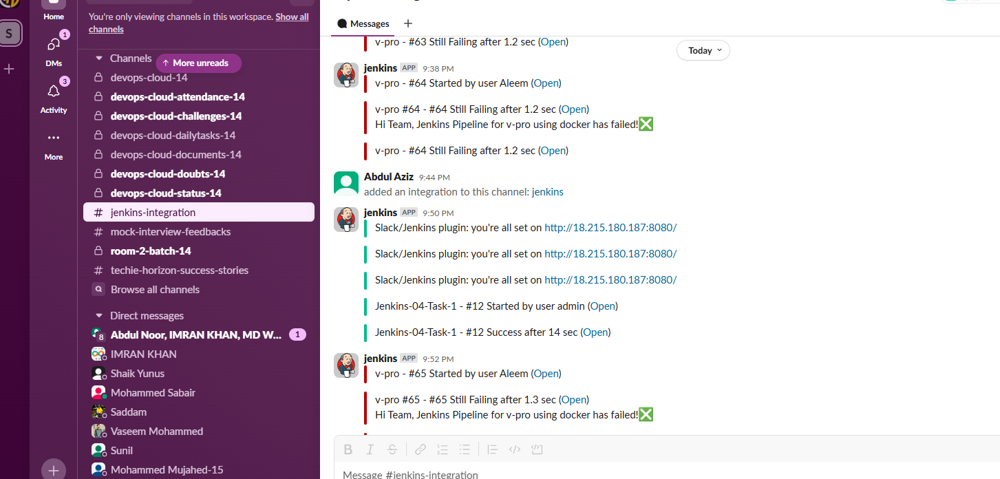 Home
S
1
DMs
3
Activity
More
You're only viewing channels in this workspace. Show all
channels
Channels
↑ More unreads
devops-cloud-14
devops-cloud-attendance-14
devops-cloud-challenges-14
devops-cloud-dailytasks-14
devops-cloud-documents-14
devops-cloud-doubts-14
devops-cloud-status-14
# jenkins-integration
# mock-interview-feedbacks
room-2-batch-14
# techie-horizon-success-stories
Browse all channels
Direct messages
8 Abdul Noor, IMRAN KHAN, MD W... 1
IMRAN KHAN
Shaik Yunus
Mohammed Sabair
Saddam
Vaseem Mohammed
Sunil
Mohammed Mujahed-15
Messages +
Today
v-pro - #63 Still Failing after 1.2 sec (Open)
jenkins APP 9:38 PM
v-pro - #64 Started by user Aleem (Open)
v-pro #64 - #64 Still Failing after 1.2 sec (Open)
Hi Team, Jenkins Pipeline for v-pro using docker has failed!❎
v-pro - #64 Still Failing after 1.2 sec (Open)
Abdul Aziz 9:44 PM
added an integration to this channel: jenkins
jenkins APP 9:50 PM
Slack/Jenkins plugin: you're all set on http://18.215.180.187:8080/
Slack/Jenkins plugin: you're all set on http://18.215.180.187:8080/
Slack/Jenkins plugin: you're all set on http://18.215.180.187:8080/
Jenkins-04-Task-1 - #12 Started by user admin (Open)
Jenkins-04-Task-1 - #12 Success after 14 sec (Open)
jenkins APP 9:52 PM
v-pro - #65 Started by user Aleem (Open)
v-pro #65 - #65 Still Failing after 1.3 sec (Open)
Hi Team, Jenkins Pipeline for v-pro using docker has failed!❎
B I S
Message #jenkins-integration